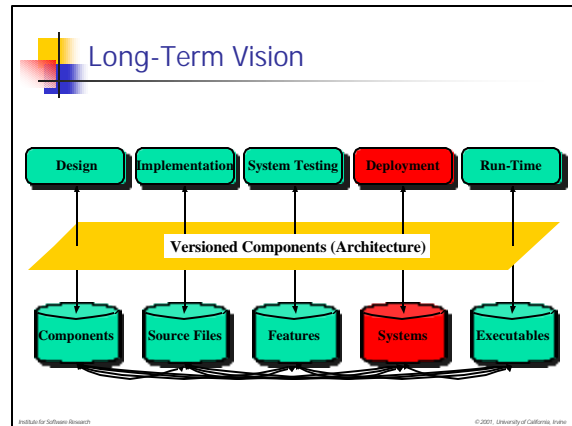 Long-Term Vision
Design Implementation System Testing Deployment Run-Time
Versioned Components (Architecture)
Components Source Files Features Systems Executables
Institute for Software Research © 2001, University of California, Irvine